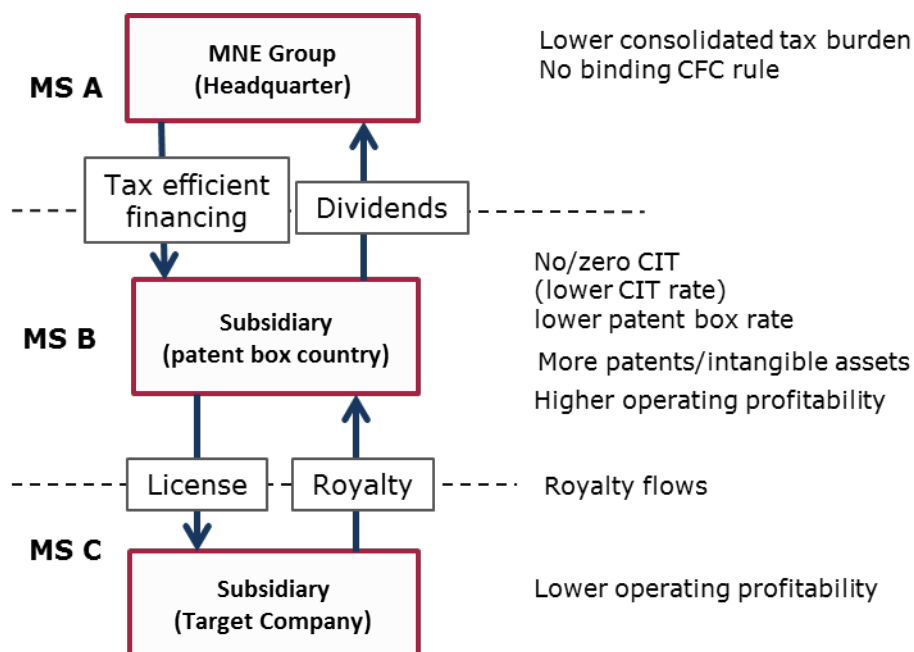 MNE Group
(Headquarter)
MS A
Lower consolidated tax burden
No binding CFC rule
Tax efficient
financing
Dividends
Subsidiary
(patent box country)
MS B
No/zero CIT
(lower CIT rate)
lower patent box rate
More patents/intangible assets
Higher operating profitability
License
Royalty
Royalty flows
MS C
Subsidiary
(Target Company)
Lower operating profitability